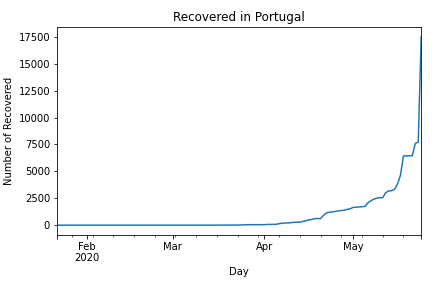 Recovered in Portugal
Number of Recovered
17500
15000
12500
10000
7500
5000
2500
0
Feb
2020
Mar
Apr
May
Day